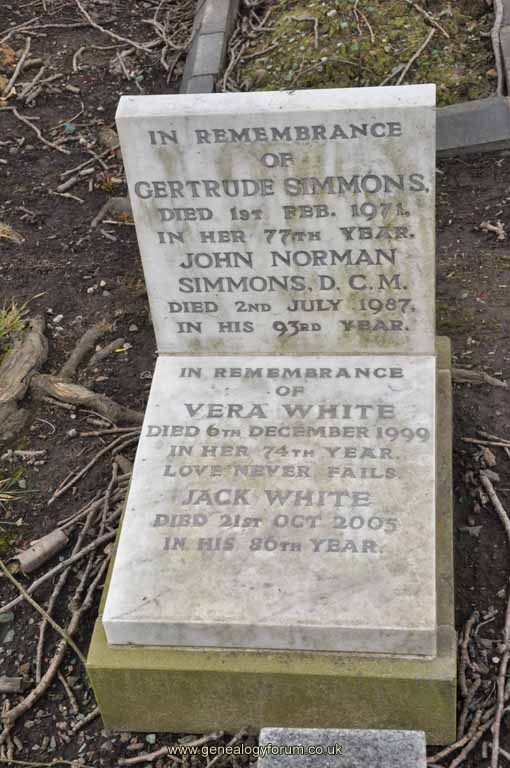 IN REMEMBRANCE
OF
GERTRUDE SIMMONS,
DIED 1ST FEB. 1971.
IN HER 77TH YEAR.
JOHN NORMAN
SIMMONS, D.C.M.
DIED 2ND JULY 1987,
IN HIS 93RD YEAR.
IN REMEMBRANCE
OF
VERA WHITE
DIED 6TH DECEMBER 1999
IN HER 74TH YEAR.
LOVE NEVER FAILS.
JACK WHITE
DIED 21ST OCT 2005
IN HIS 86TH YEAR.
www.genealogyforum.co.uk